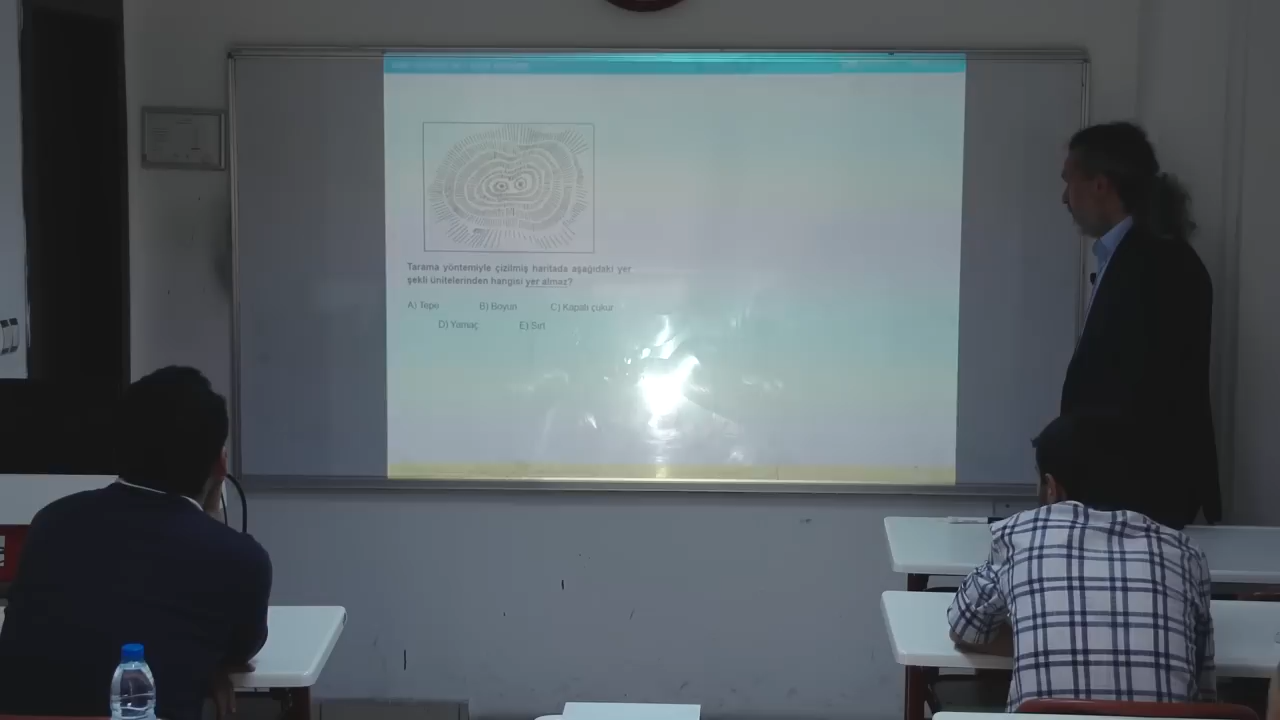 Tarama yöntemiyle çizilmiş haritada aşağıdaki yer
şekli ünitelerinden hangisi yer almaz?
A) Tepe B) Boyun C) Kapalı çukur
D) Yamaç E) Sırt